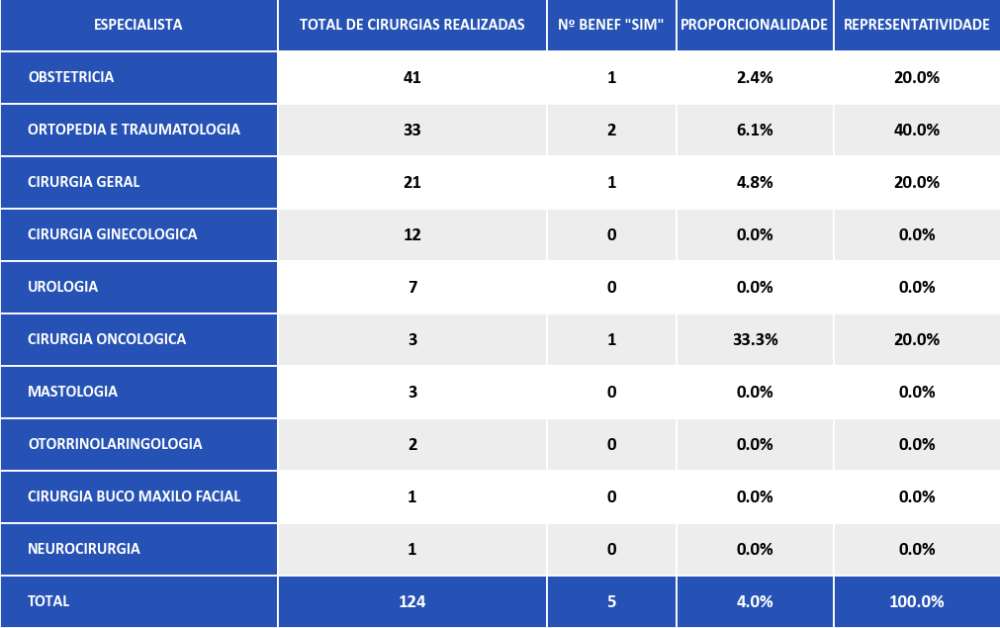 ESPECIALISTA TOTAL DE CIRURGIAS REALIZADAS Nº BENEF "SIM" PROPORCIONALIDADE REPRESENTATIVIDADE
OBSTETRICIA 41 1 2.4% 20.0%
ORTOPEDIA E TRAUMATOLOGIA 33 2 6.1% 40.0%
CIRURGIA GERAL 21 1 4.8% 20.0%
CIRURGIA GINECOLOGICA 12 0 0.0% 0.0%
UROLOGIA 7 0 0.0% 0.0%
CIRURGIA ONCOLOGICA 3 1 33.3% 20.0%
MASTOLOGIA 3 0 0.0% 0.0%
OTORRINOLARINGOLOGIA 2 0 0.0% 0.0%
CIRURGIA BUCO MAXILO FACIAL 1 0 0.0% 0.0%
NEUROCIRURGIA 1 0 0.0% 0.0%
TOTAL 124 5 4.0% 100.0%